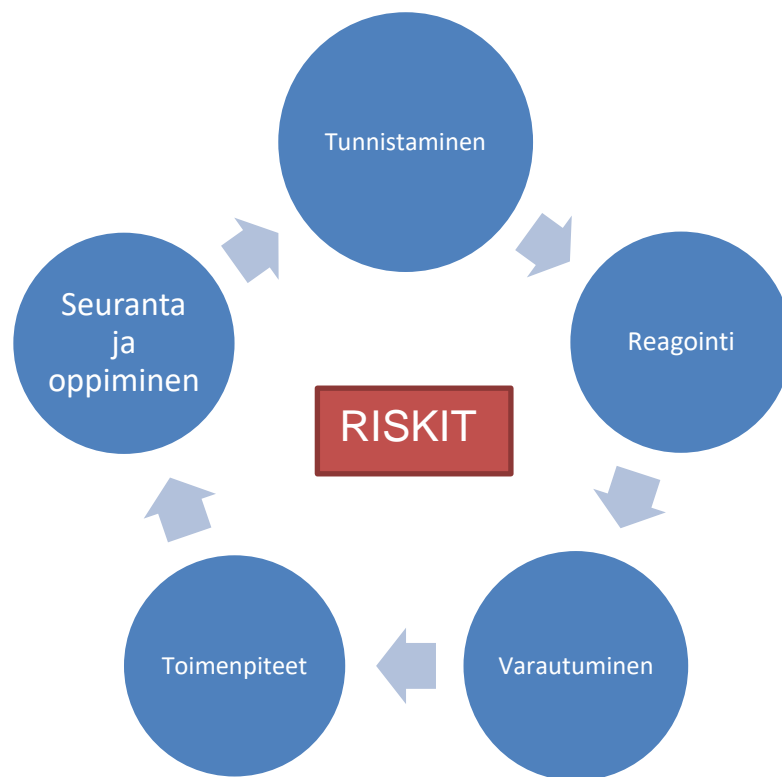 Tunnistaminen
Reagointi
Varautuminen
Toimenpiteet
Seuranta
ja
oppiminen
RISKIT